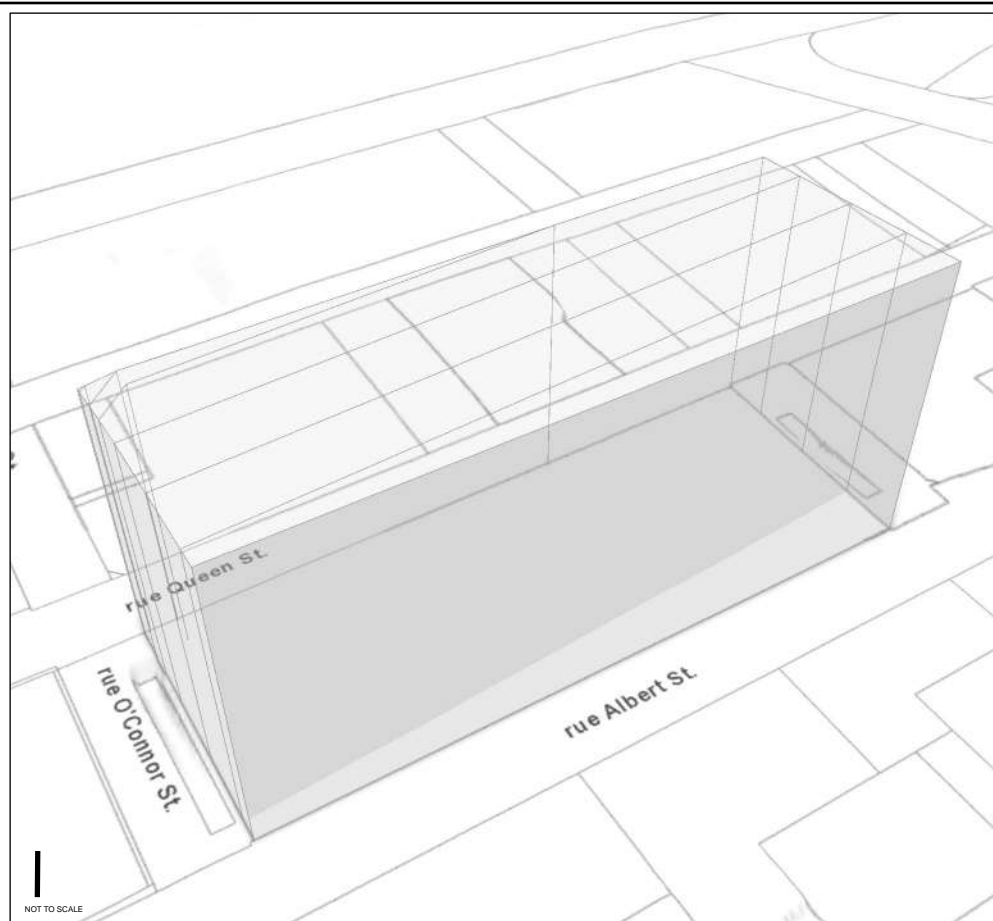 rue Queen St.
rue O'Connor St.
rue Albert St.
NOT TO SCALE